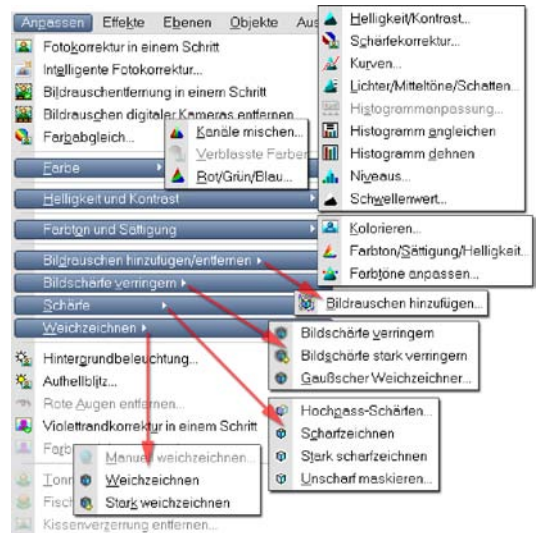 Anpassen Effekte Ebenen Objekte Aus
Fotokorrektur in einem Schritt
Intelligente Fotokorrektur...
Bildrauschentfernung in einem Schritt
Bildrauschen digitaler Kameras entfernen
Farbabgleich...
Farbe
Helligkeit und Kontrast
Farbton und Sättigung
Bildrauschen hinzufügen/entfernen
Bildschärfe verringern
Schärfe
Weichzeichnen
Hintergrundbeleuchtung...
Aufhellblitz...
Rote Augen entfernen...
Violettrandkorrektur in einem Schritt
Farb
Tonn
Fisch
Kissenverzerrung entfernen...
Kanäle mischen...
Verblasste Farben
Rot/Grün/Blau...
Helligkeit/Kontrast...
Schärfekorrektur...
Kurven...
Lichter/Mitteltöne/Schatten...
Histogrammanpassung...
Histogramm angleichen
Histogramm dehnen
Niveaus...
Schwellenwert...
Kolorieren...
Farbton/Sättigung/Helligkeit...
Farbtöne anpassen...
Bildrauschen hinzufügen...
Bildschärfe verringern
Bildschärfe stark verringern
Gaußscher Weichzeichner...
Hochpass-Schärfen...
Scharfzeichnen
Stark scharfzeichnen
Unscharf maskieren...
Manuell weichzeichnen...
Weichzeichnen
Stark weichzeichnen